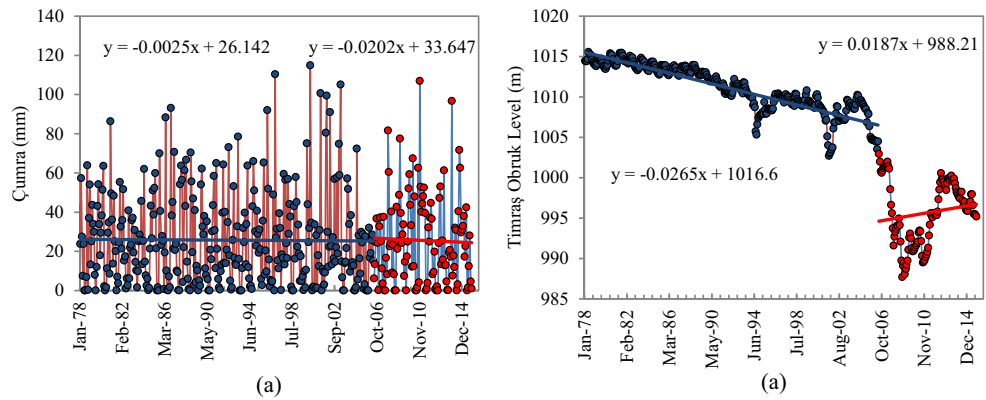 (a)
y = -0.0025x + 26.142
y = -0.0202x + 33.647
Çumra (mm)
140
120
100
80
60
40
20
0
Jan-78
Feb-82
Mar-86
May-90
Jun-94
Jul-98
Sep-02
Oct-06
Nov-10
Dec-14
(a)
(a)
y = 0.0187x + 988.21
y = -0.0265x + 1016.6
Timraş Obruk Level (m)
1020
1015
1010
1005
1000
995
990
985
Jan-78
Feb-82
Mar-86
May-90
Jun-94
Jul-98
Aug-02
Oct-06
Nov-10
Dec-14
(a)